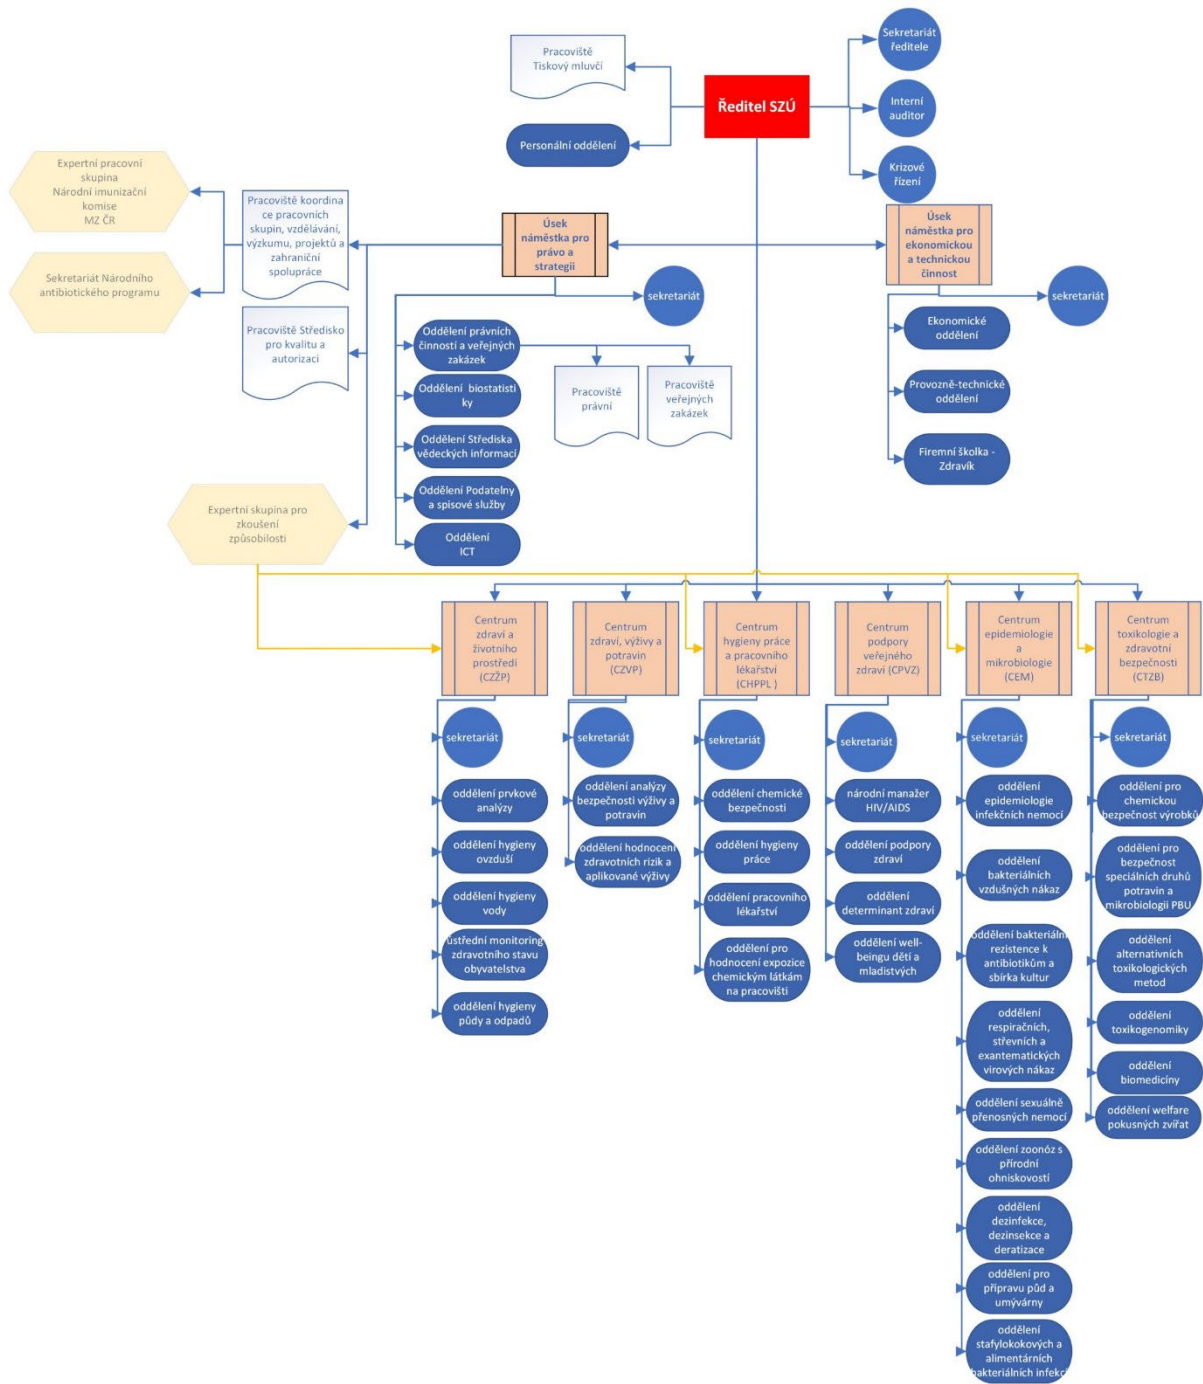 Pracoviště
Tiskový mluvčí
Sekretariát
ředitele
Ředitel SZÚ
Interní
auditor
Personální oddělení
Krizové
řízení
Expertní pracovní
skupina
Národní imunizační
komise
MZ ČR
Pracoviště koordina
ce pracovních
skupin, vzdělávání,
výzkumu, projektů a
zahraniční
spolupráce
Úsek
náměstka pro
právo a
strategii
Úsek
náměstka pro
ekonomickou
a technickou
činnost
Sekretariát Národního
antibiotického programu
sekretariát
sekretariát
Pracoviště Středisko
pro kvalitu a
autorizaci
Oddělení právních
činností a veřejných
zakázek
Ekonomické
oddělení
Pracoviště
právní
Pracoviště
veřejných
zakázek
Oddělení  biostatisti
ky
Provozně-technické
oddělení
Oddělení Střediska
vědeckých informací
Firemní školka -
Zdravík
Oddělení Podatelny
a spisové služby
Expertní skupina pro
zkoušení
způsobilosti
Oddělení
ICT
Centrum
zdraví a
životního
prostředí
(CZŽP)
Centrum
zdraví, výživy a
potravin
(CZVP)
Centrum
hygieny práce
a pracovního
lékařství
(CHPPL )
Centrum
podpory
veřejného
zdraví (CPVZ)
Centrum
epidemiologie
a
mikrobiologie
(CEM)
Centrum
toxikologie a
zdravotní
bezpečnosti
(CTZB)
sekretariát
sekretariát
sekretariát
sekretariát
sekretariát
sekretariát
oddělení prvkové
analýzy
oddělení hygieny
ovzduší
oddělení hygieny
vody
ústřední monitoring
zdravotního stavu
obyvatelstva
oddělení hygieny
půdy a odpadů
oddělení analýzy
bezpečnosti výživy a
potravin
oddělení hodnocení
zdravotních rizik a
aplikované výživy
oddělení chemické
bezpečnosti
oddělení hygieny
práce
oddělení pracovního
lékařství
oddělení pro
hodnocení expozice
chemickým látkám
na pracovišti
národní manažer
HIV/AIDS
oddělení podpory
zdraví
oddělení
determinant zdraví
oddělení well-
beingu dětí a
mladistvých
oddělení
epidemiologie
infekčních nemocí
oddělení
bakteriálních
vzdušných nákaz
oddělení bakteriální
rezistence k
antibiotikům a
sbírka kultur
oddělení
respiračních,
střevních a
exantematických
virových nákaz
oddělení sexuálně
přenosných nemocí
oddělení zoonóz s
přírodní
ohniskovostí
oddělení
dezinfekce,
dezinsekce a
deratizace
oddělení pro
přípravu půd a
umývárny
oddělení
stafylokokových a
alimentárních
bakteriálních infekcí
oddělení pro
chemickou
bezpečnost výrobků
oddělení pro
bezpečnost
speciálních druhů
potravin a
mikrobiologii PBU
oddělení
alternativních
toxikologických
metod
oddělení
toxikogenomiky
oddělení
biomedicíny
oddělení welfare
pokusných zvířat